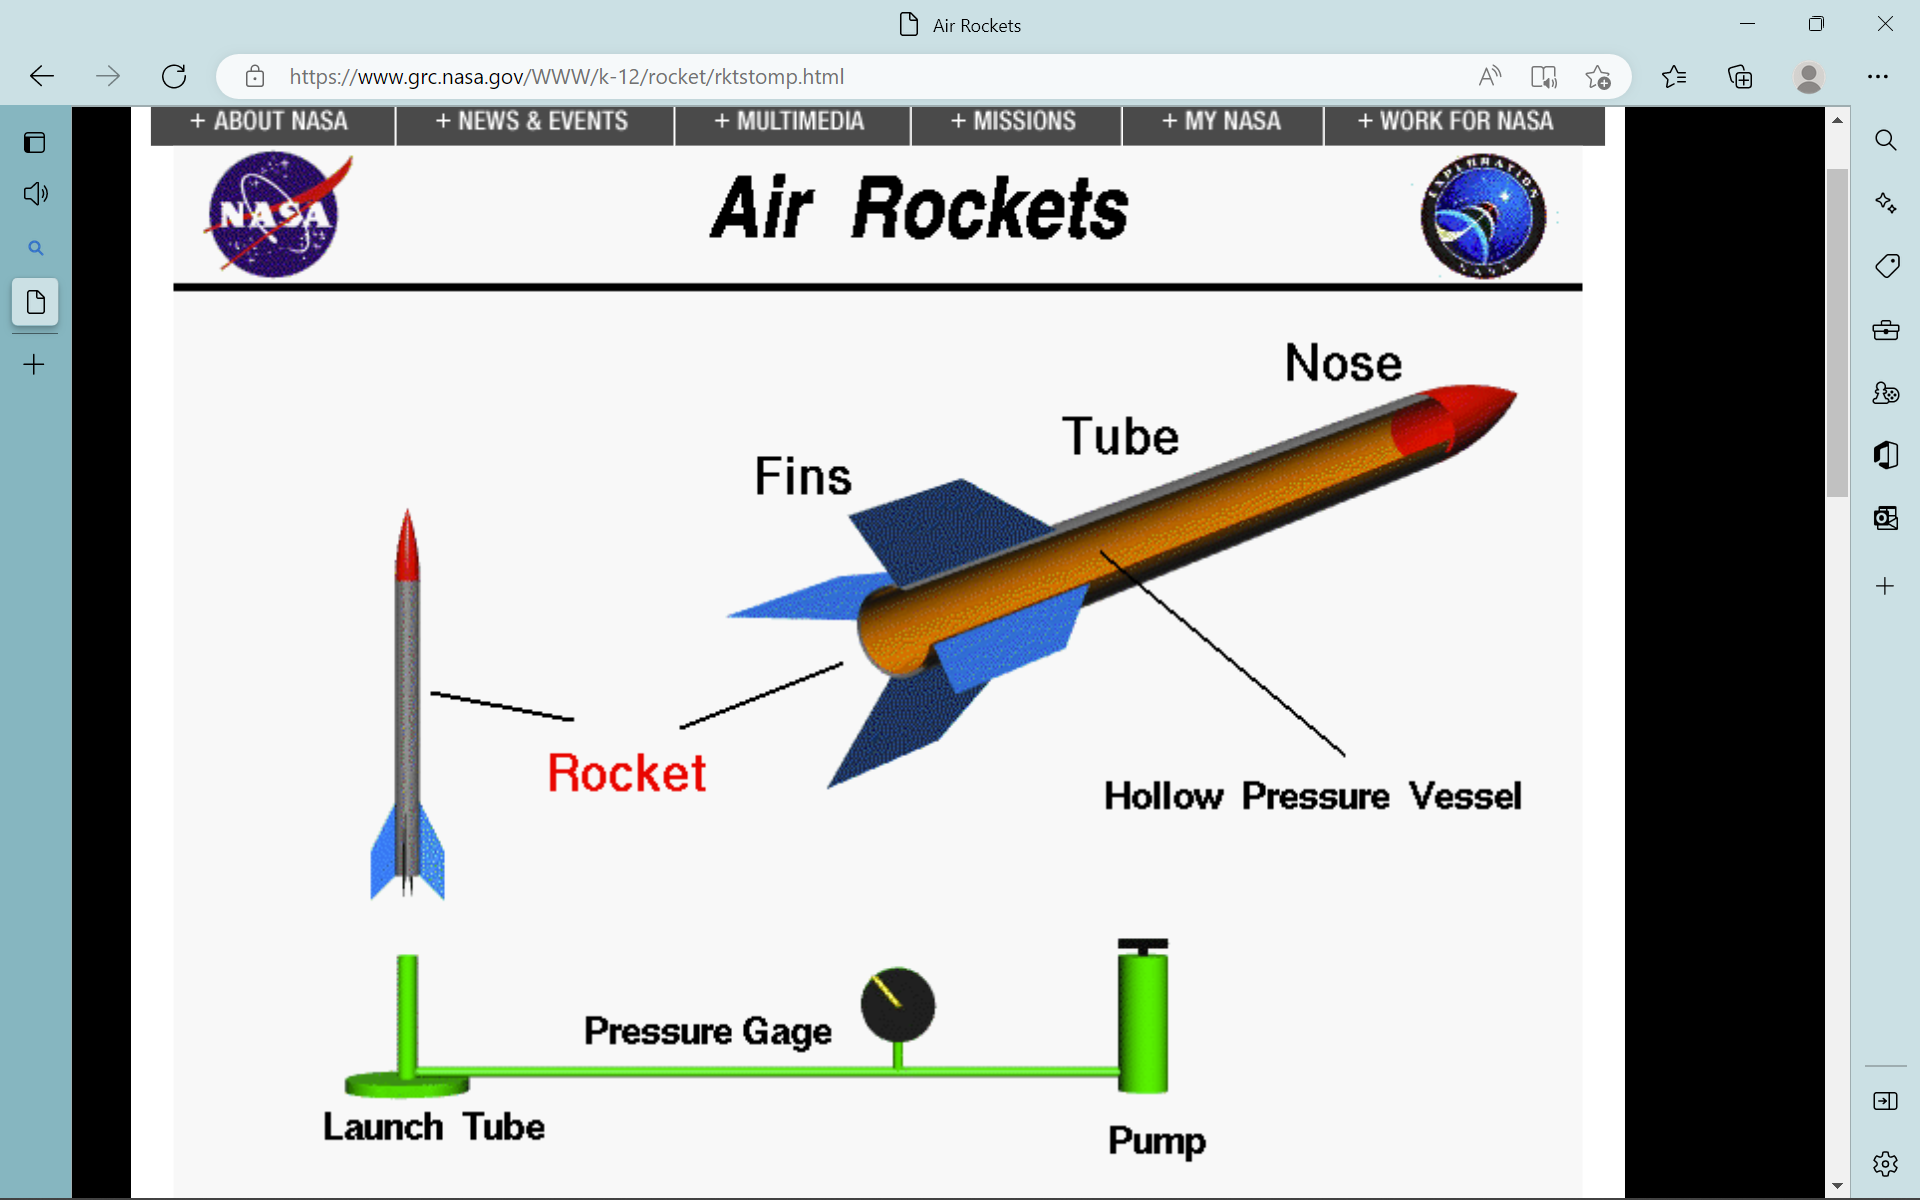 Air Rockets
https://www.grc.nasa.gov/WWW/k-12/rocket/rktstomp.html
+ ABOUT NASA + NEWS & EVENTS + MULTIMEDIA + MISSIONS + MY NASA + WORK FOR NASA
NASA
Air Rockets
EXPLORATION
NASA
Nose
Tube
Fins
Rocket
Hollow Pressure Vessel
Pressure Gage
Launch Tube
Pump